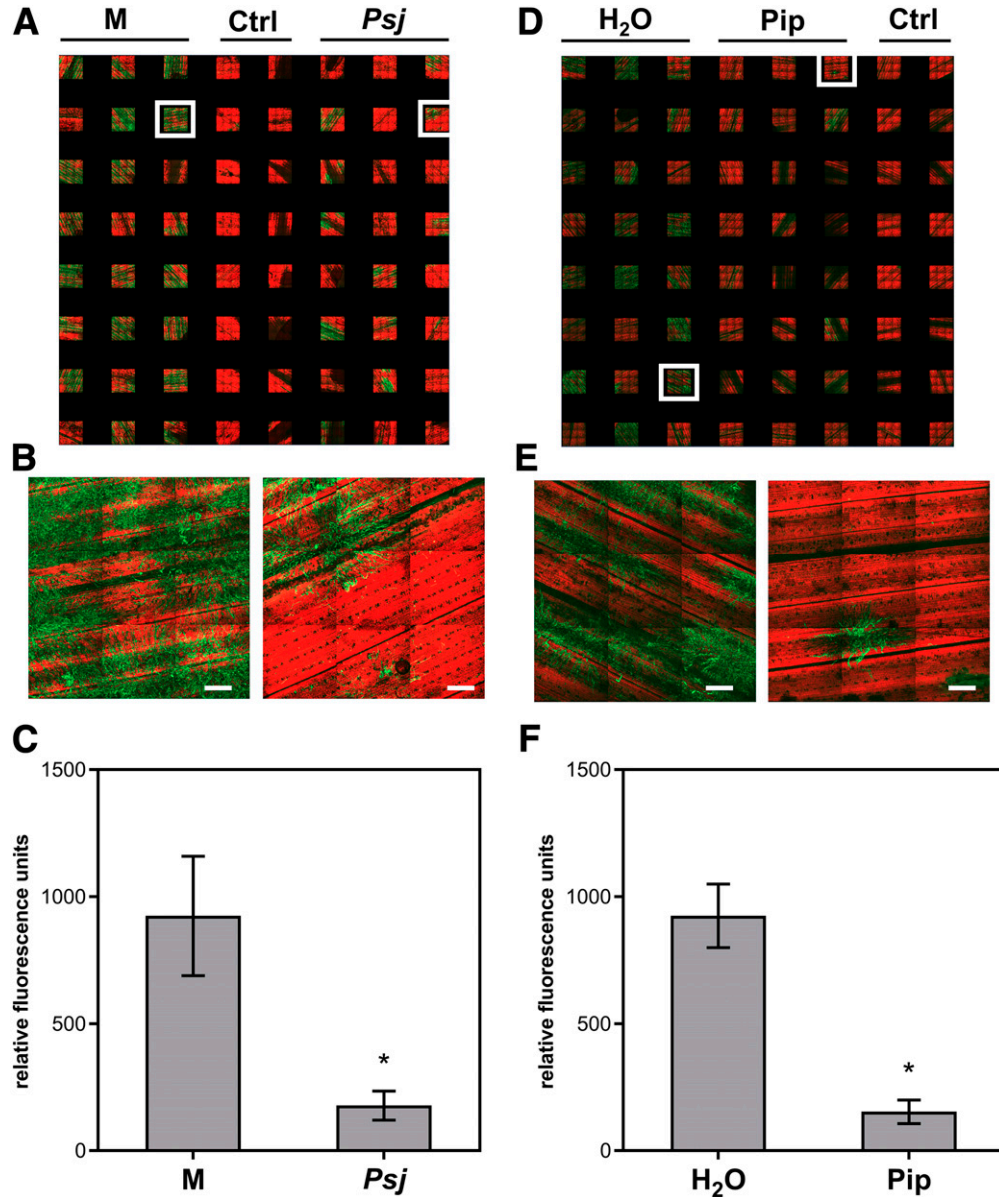 A
M Ctrl Psj
D
H₂O Pip Ctrl
B
E
C
1500
1000
500
0
relative fluorescence units
*
M Psj
F
1500
1000
500
0
relative fluorescence units
*
H₂O Pip